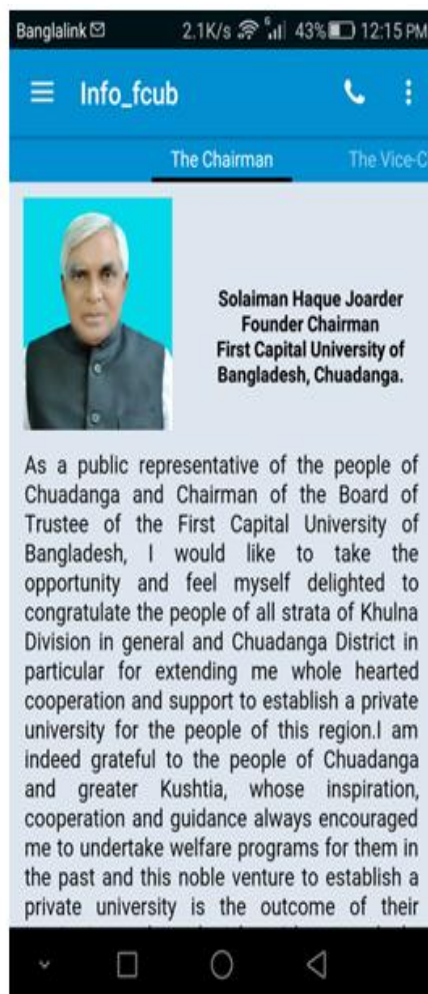 Banglalink 2.1K/s 43% 12:15 PM
Info_fcub
The Chairman The Vice-C
Solaiman Haque Joarder
Founder Chairman
First Capital University of
Bangladesh, Chuadanga.
As a public representative of the people of
Chuadanga and Chairman of the Board of
Trustee of the First Capital University of
Bangladesh, I would like to take the
opportunity and feel myself delighted to
congratulate the people of all strata of Khulna
Division in general and Chuadanga District in
particular for extending me whole hearted
cooperation and support to establish a private
university for the people of this region.I am
indeed grateful to the people of Chuadanga
and greater Kushtia, whose inspiration,
cooperation and guidance always encouraged
me to undertake welfare programs for them in
the past and this noble venture to establish a
private university is the outcome of their